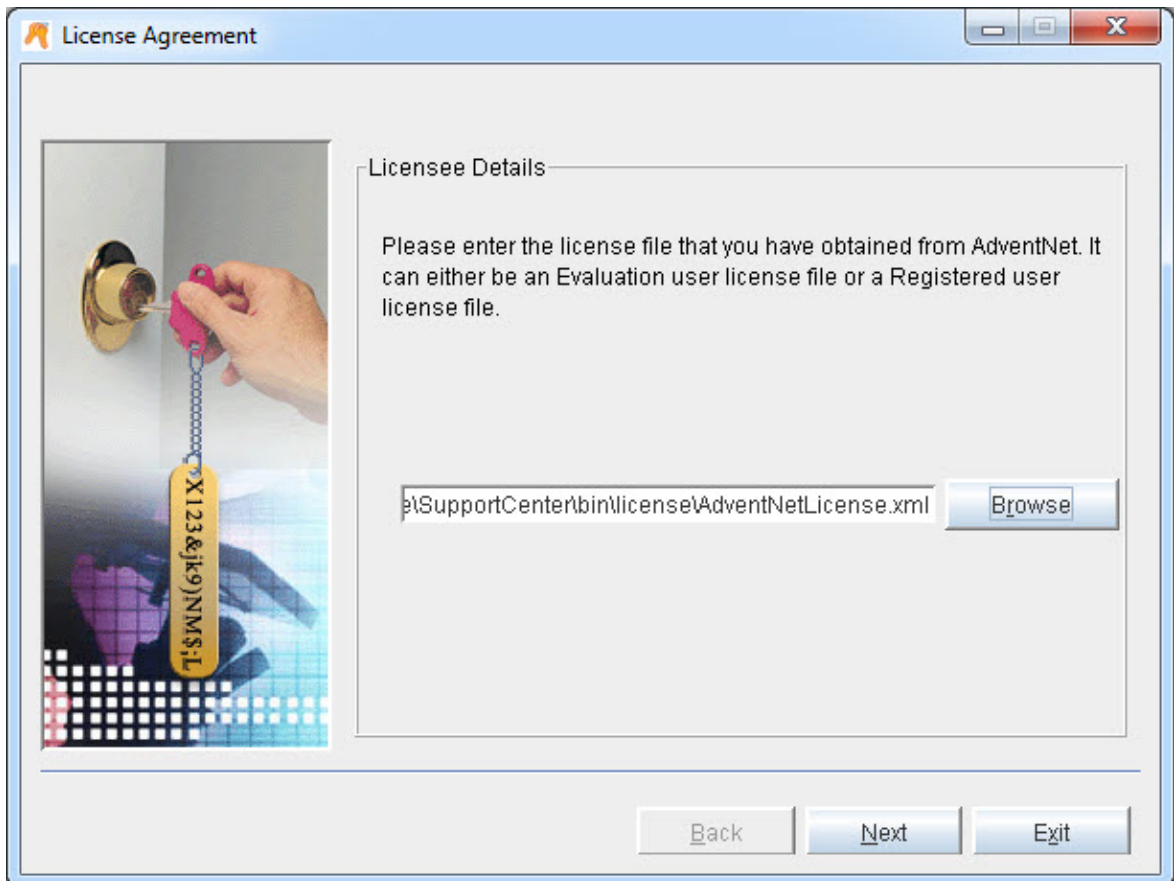 License Agreement
Licensee Details
Please enter the license file that you have obtained from AdventNet. It
can either be an Evaluation user license file or a Registered user
license file.
e\SupportCenter\bin\license\AdventNetLicense.xml
Browse
X123&jk9)NM$;L
Back
Next
Exit